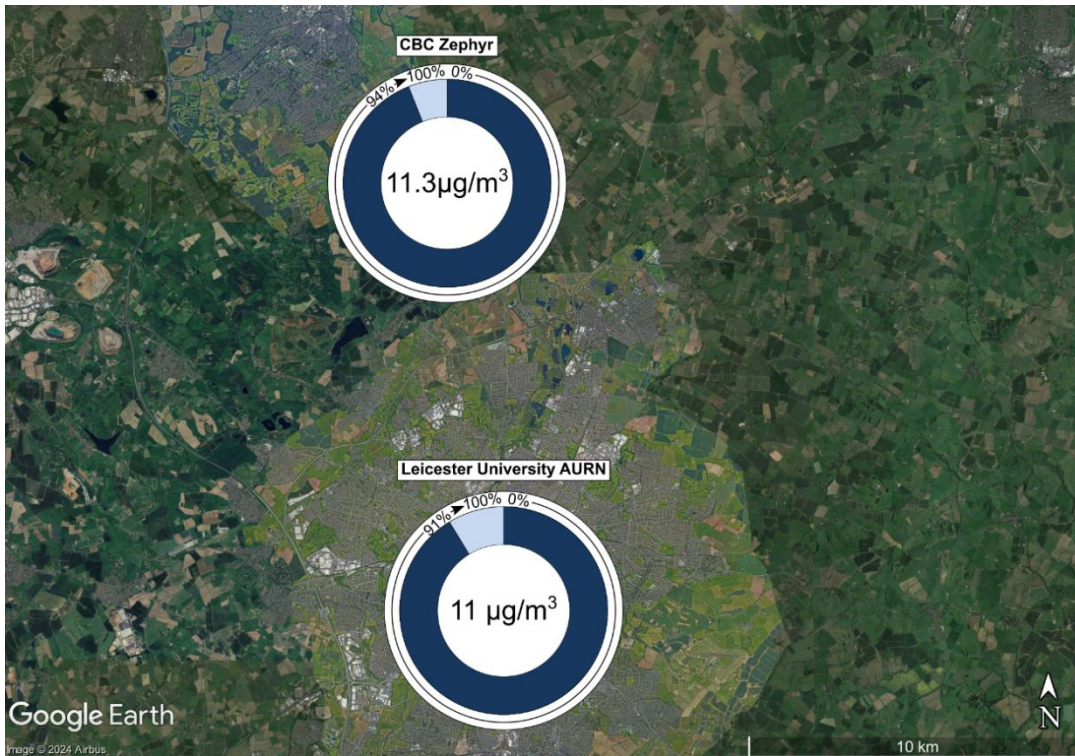 CBC Zephyr
94% 100% 0%
11.3µg/m³
Leicester University AURN
91% 100% 0%
11 µg/m³
Google Earth
N
Image © 2024 Airbus
10 km